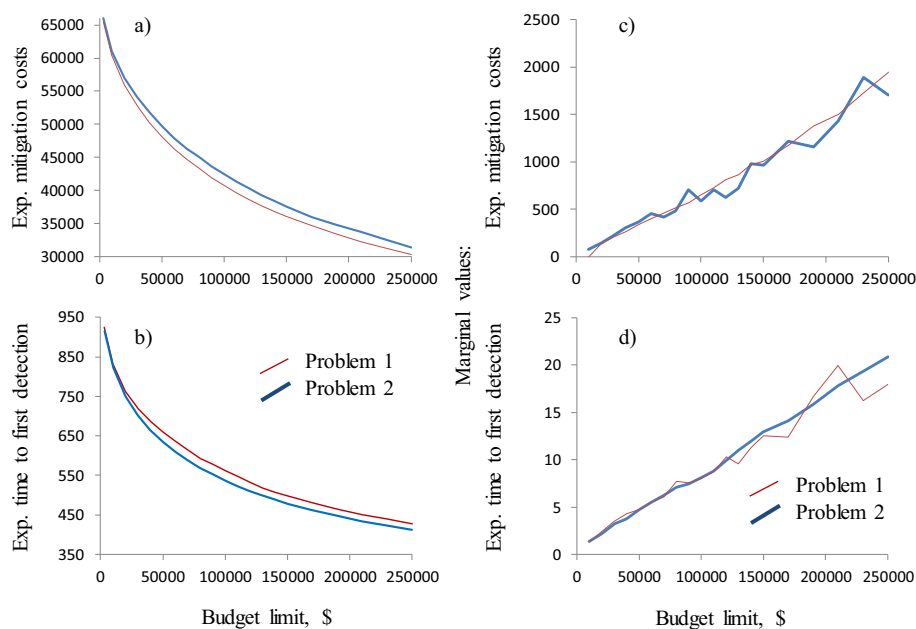 a)
Exp. mitigation costs
65000
60000
55000
50000
45000
40000
35000
30000
0 50000 100000 150000 200000 250000
b)
Exp. time to first detection
950
850
750
650
550
450
350
Problem 1
Problem 2
0 50000 100000 150000 200000 250000
Budget limit, $
Marginal values:
c)
Exp. mitigation costs
2500
2000
1500
1000
500
0
0 50000 100000 150000 200000 250000
d)
Exp. time to first detection
25
20
15
10
5
0
Problem 1
Problem 2
0 50000 100000 150000 200000 250000
Budget limit, $